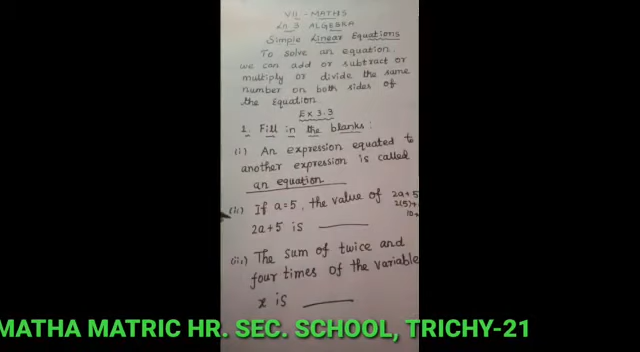 VII - MATHS
Ln 3 ALGEBRA
Simple Linear Equations
To solve an equation,
we can add or subtract or
multiply or divide the same
number on both sides of
the Equation.
Ex 3.3
1. Fill in the blanks:
(i) An expression equated to
another expression is called
an equation
(ii) If a=5, the value of
2a+5 is
2a+5
2(5)+
10+
(iii) The sum of twice and
four times of the variable
x is
MATHA MATRIC HR. SEC. SCHOOL, TRICHY-21